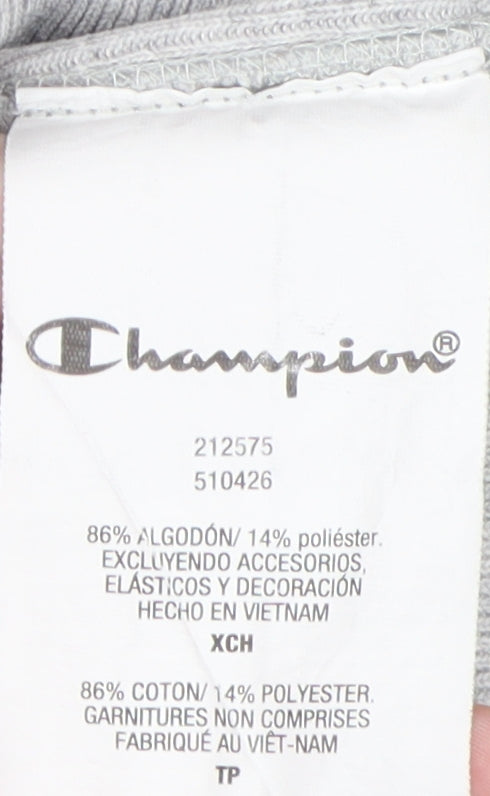 Champion®
212575
510426
86% ALGODÓN/ 14% poliéster.
EXCLUYENDO ACCESORIOS,
ELÁSTICOS Y DECORACIÓN
HECHO EN VIETNAM
XCH
86% COTON/ 14% POLYESTER.
GARNITURES NON COMPRISES
FABRIQUÉ AU VIÊT-NAM
TP